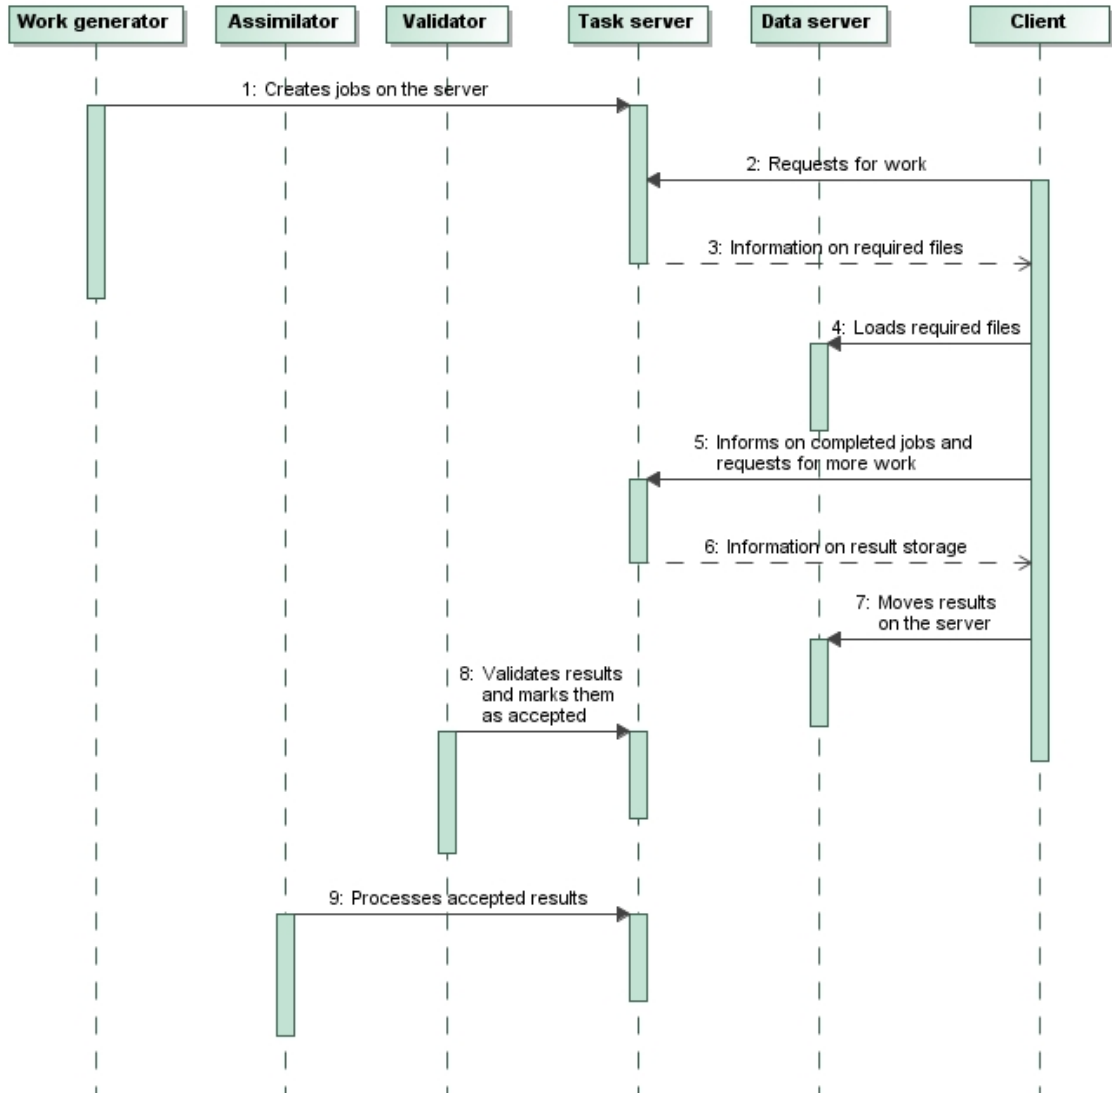 Work generator
Assimilator
Validator
Task server
Data server
Client
1: Creates jobs on the server
2: Requests for work
3: Information on required files
4: Loads required files
5: Informs on completed jobs and
requests for more work
6: Information on result storage
7: Moves results
on the server
8: Validates results
and marks them
as accepted
9: Processes accepted results